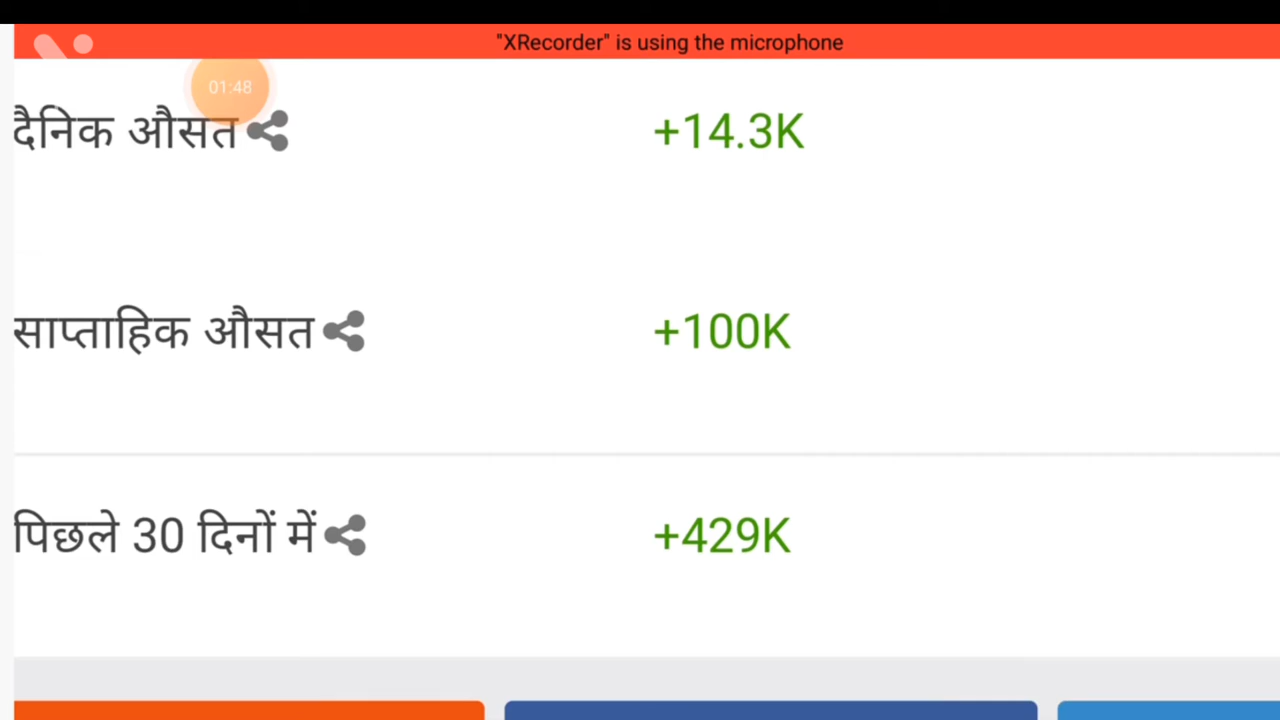 "XRecorder" is using the microphone
01:48
दैनिक औसत +14.3K
साप्ताहिक औसत +100K
पिछले 30 दिनों में +429K